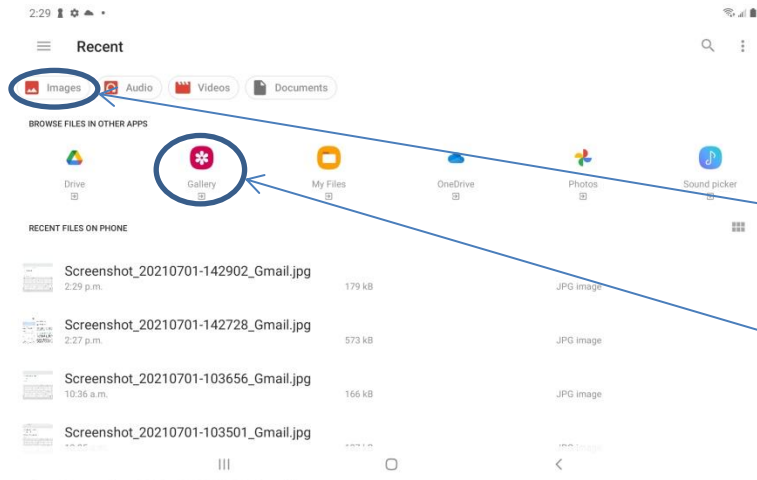 2:29
Recent
Images Audio Videos Documents
BROWSE FILES IN OTHER APPS
Drive Gallery My Files OneDrive Photos Sound picker
RECENT FILES ON PHONE
Screenshot_20210701-142902_Gmail.jpg
2:29 p.m. 179 kB JPG image
Screenshot_20210701-142728_Gmail.jpg
2:27 p.m. 573 kB JPG image
Screenshot_20210701-103656_Gmail.jpg
10:36 a.m. 166 kB JPG image
Screenshot_20210701-103501_Gmail.jpg